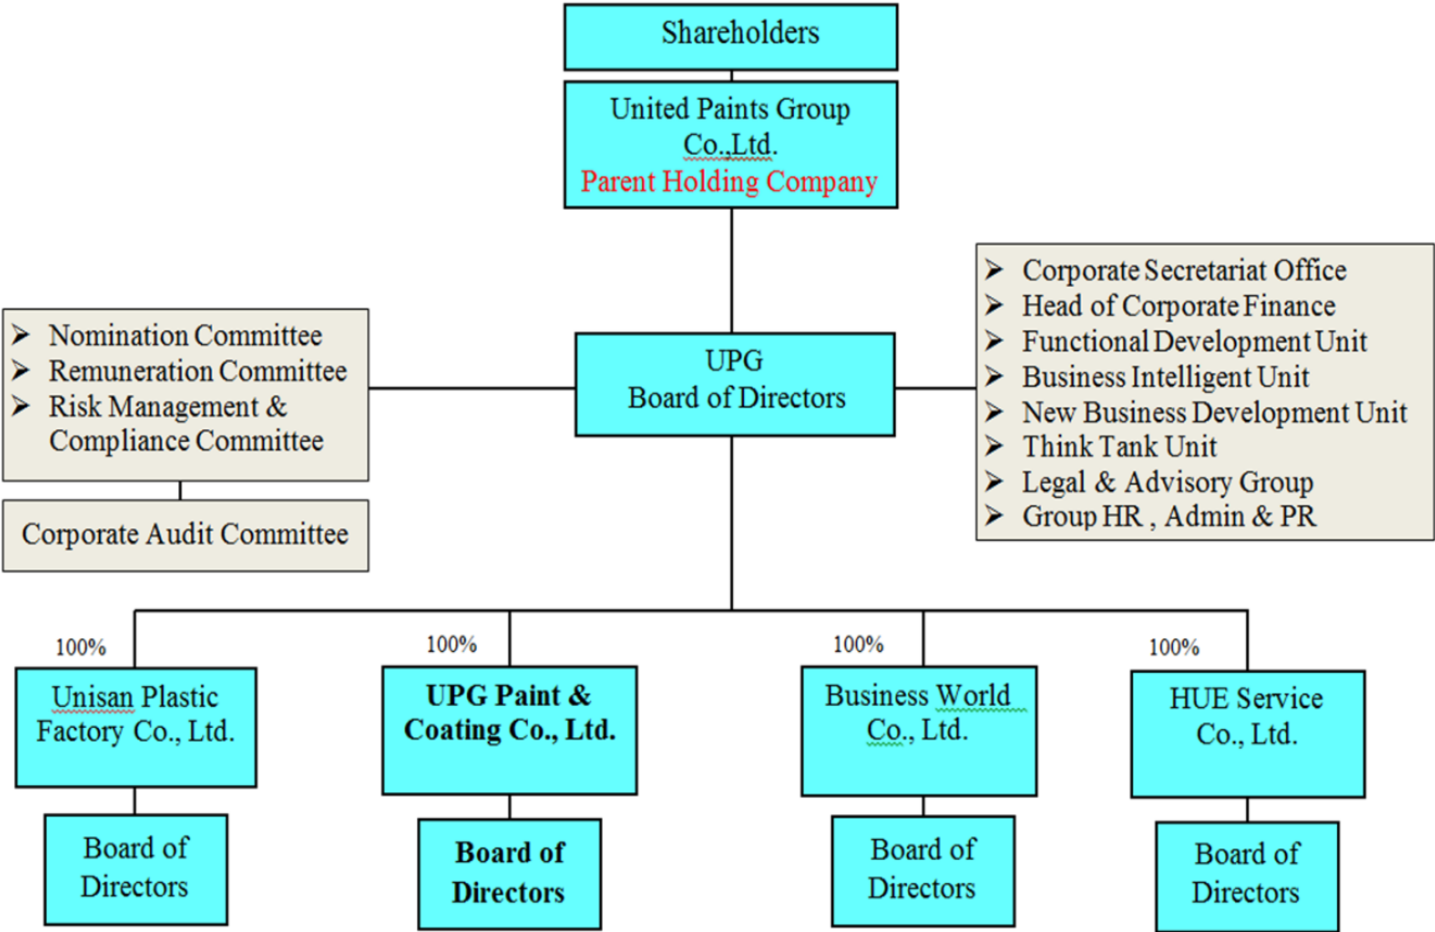 Shareholders
United Paints Group
Co.,Ltd.
Parent Holding Company
➢ Nomination Committee
➢ Remuneration Committee
➢ Risk Management &
Compliance Committee
Corporate Audit Committee
UPG
Board of Directors
➢ Corporate Secretariat Office
➢ Head of Corporate Finance
➢ Functional Development Unit
➢ Business Intelligent Unit
➢ New Business Development Unit
➢ Think Tank Unit
➢ Legal & Advisory Group
➢ Group HR , Admin & PR
100%
Unisan Plastic
Factory Co., Ltd.
Board of
Directors
100%
UPG Paint &
Coating Co., Ltd.
Board of
Directors
100%
Business World
Co., Ltd.
Board of
Directors
100%
HUE Service
Co., Ltd.
Board of
Directors